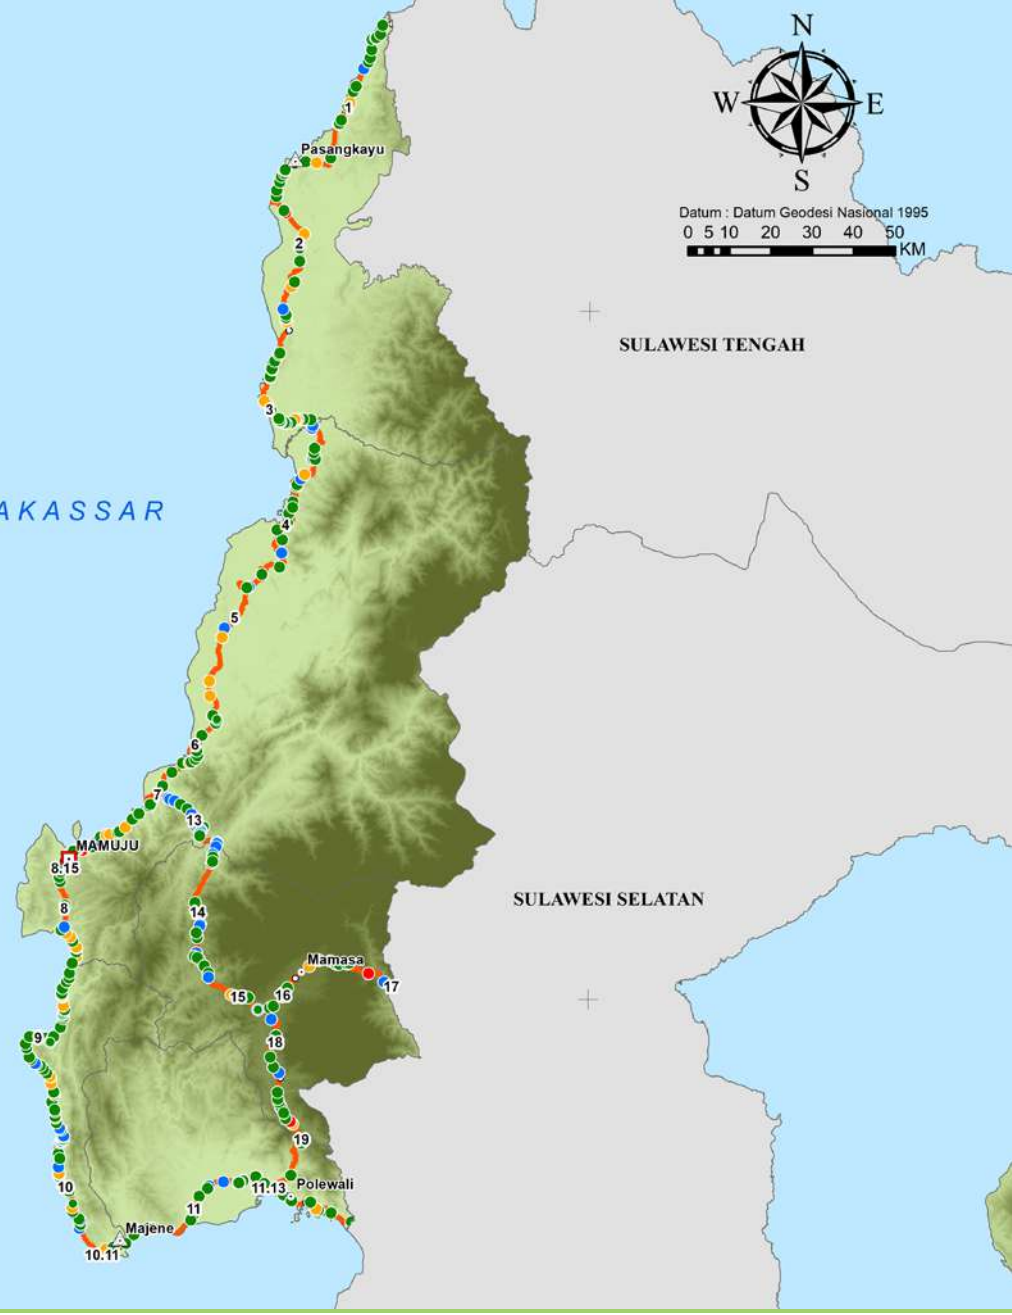 N
W E
S
Datum : Datum Geodesi Nasional 1995
0 5 10 20 30 40 50
KM
1
Pasangkayu
2
SULAWESI TENGAH
3
AKASSAR
4
5
6
7
13
MAMUJU
8.15
8
SULAWESI SELATAN
14
Mamasa
17
15
16
9
18
19
10
11.13
Polewali
11
Majene
10.11